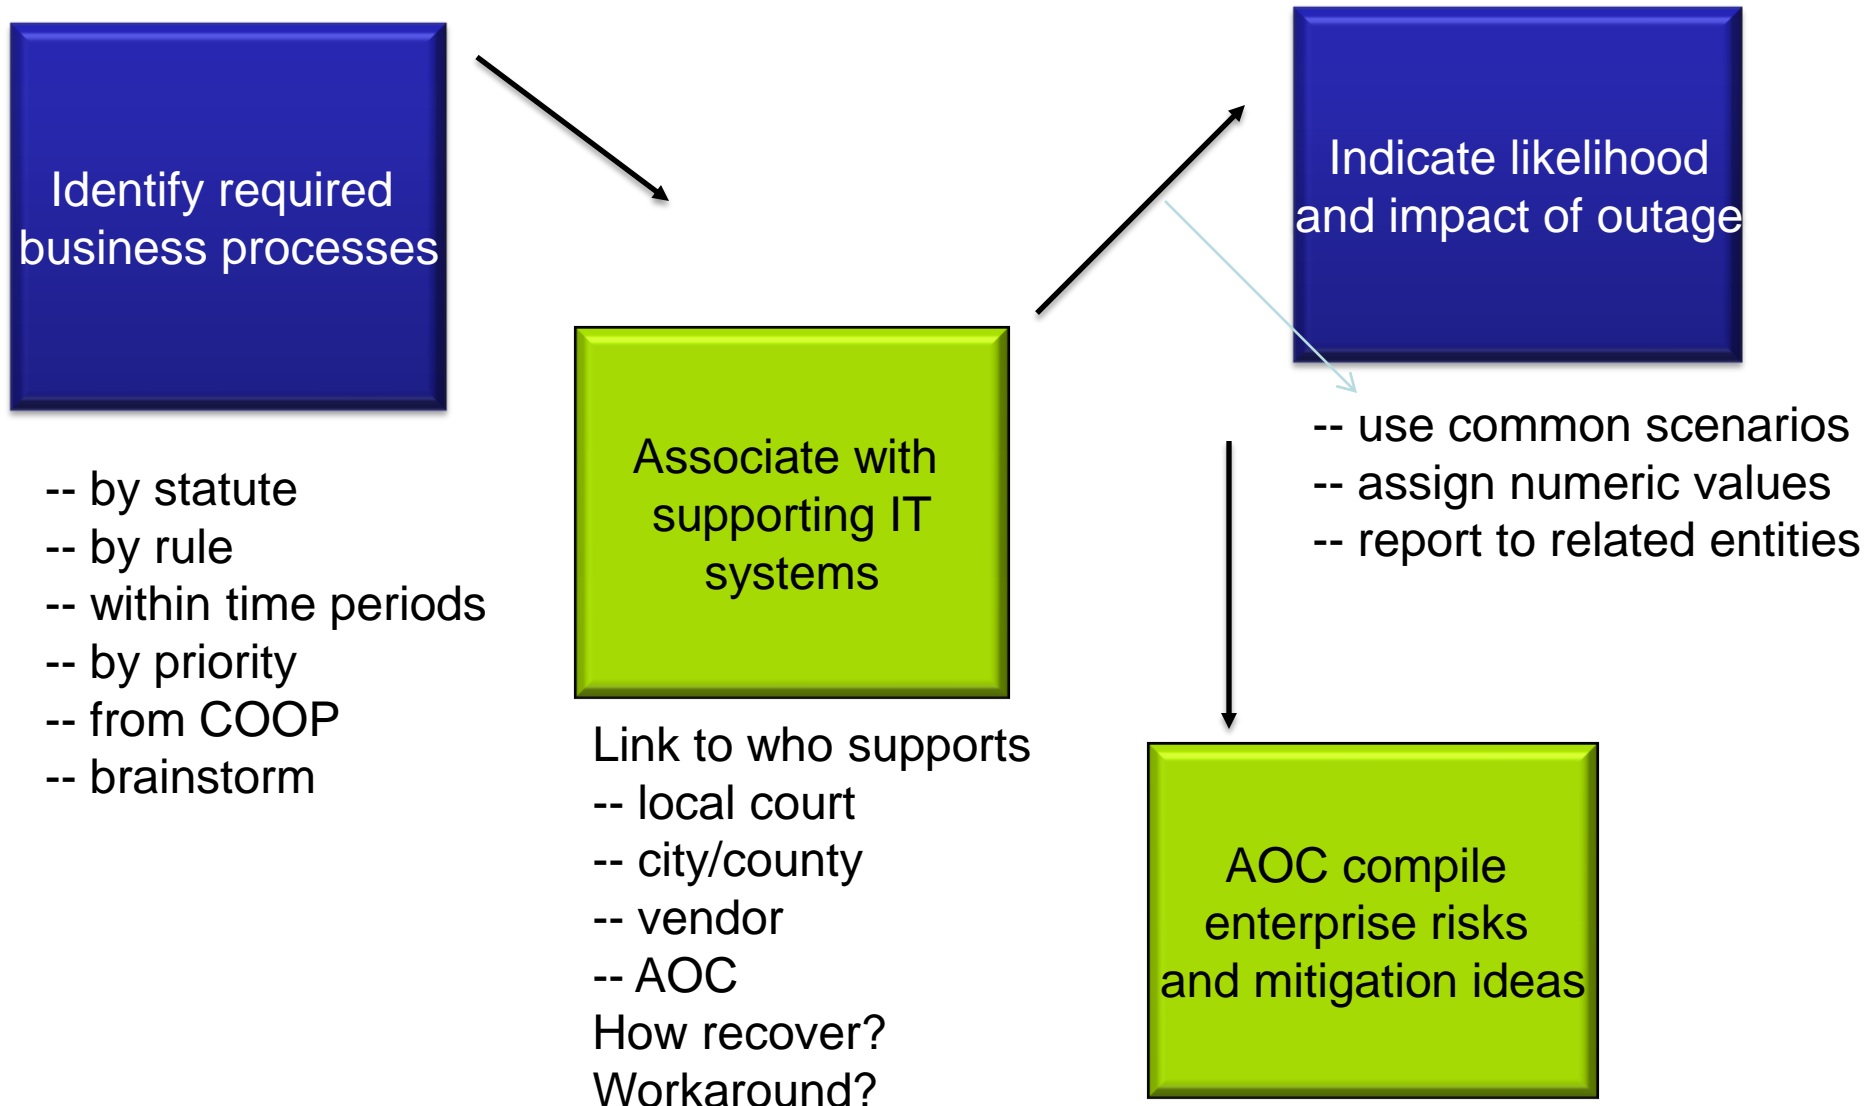 Identify required
business processes
-- by statute
-- by rule
-- within time periods
-- by priority
-- from COOP
-- brainstorm
Associate with
supporting IT
systems
Link to who supports
-- local court
-- city/county
-- vendor
-- AOC
How recover?
Workaround?
Indicate likelihood
and impact of outage
-- use common scenarios
-- assign numeric values
-- report to related entities
AOC compile
enterprise risks
and mitigation ideas